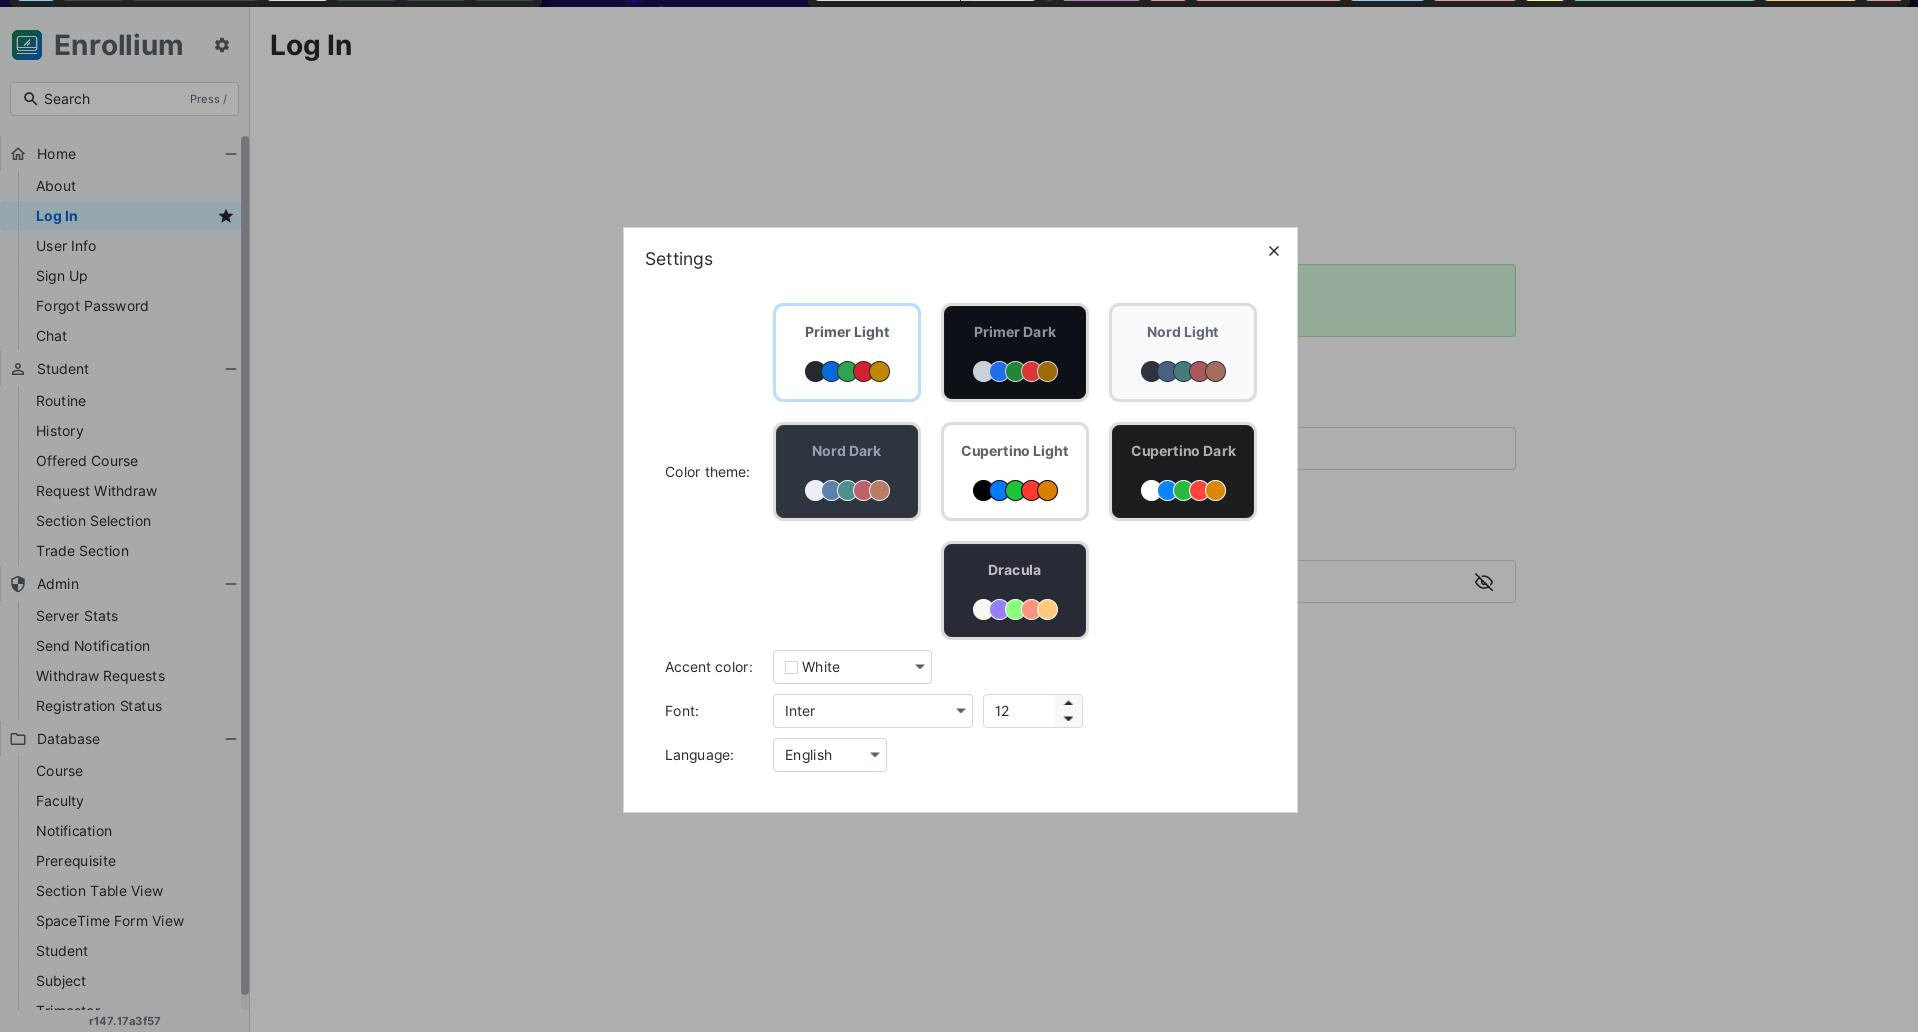 Enrollium
Search
Press /
Home
About
Log In
User Info
Sign Up
Forgot Password
Chat
Student
Routine
History
Offered Course
Request Withdraw
Section Selection
Trade Section
Admin
Server Stats
Send Notification
Withdraw Requests
Registration Status
Database
Course
Faculty
Notification
Prerequisite
Section Table View
SpaceTime Form View
Student
Subject
Trimester
r147.17a3f57
Log In
Settings
Color theme:
Primer Light
Primer Dark
Nord Light
Nord Dark
Cupertino Light
Cupertino Dark
Dracula
Accent color:
White
Font:
Inter
12
Language:
English